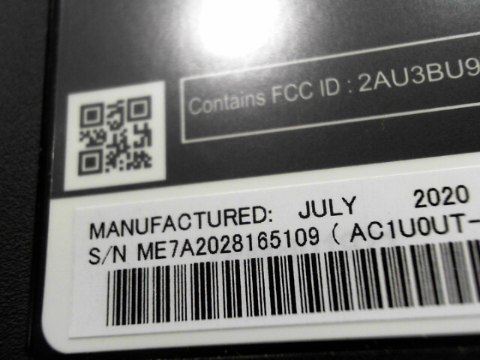 Contains FCC ID : 2AU3BU9
MANUFACTURED: JULY 2020
S/N ME7A2028165109 ( AC1U0UT-